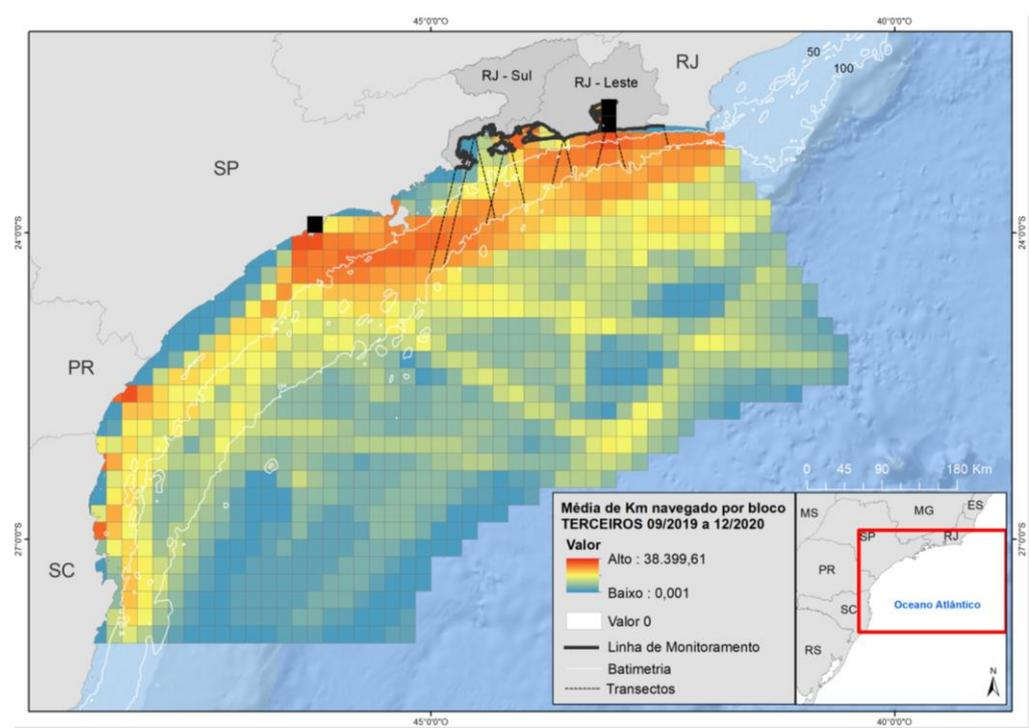 45°0'0"O
40°0'0"O
50
100
RJ
RJ - Sul
RJ - Leste
SP
24°0'0"S
24°0'0"S
PR
0 45 90 180 Km
27°0'0"S
27°0'0"S
SC
Média de Km navegado por bloco
TERCEIROS 09/2019 a 12/2020
Valor
Alto : 38.399,61
Baixo : 0,001
Valor 0
Linha de Monitoramento
Batimetria
Transectos
MS
MG
ES
SP
RJ
PR
SC
Oceano Atlântico
RS
N
45°0'0"O
40°0'0"O